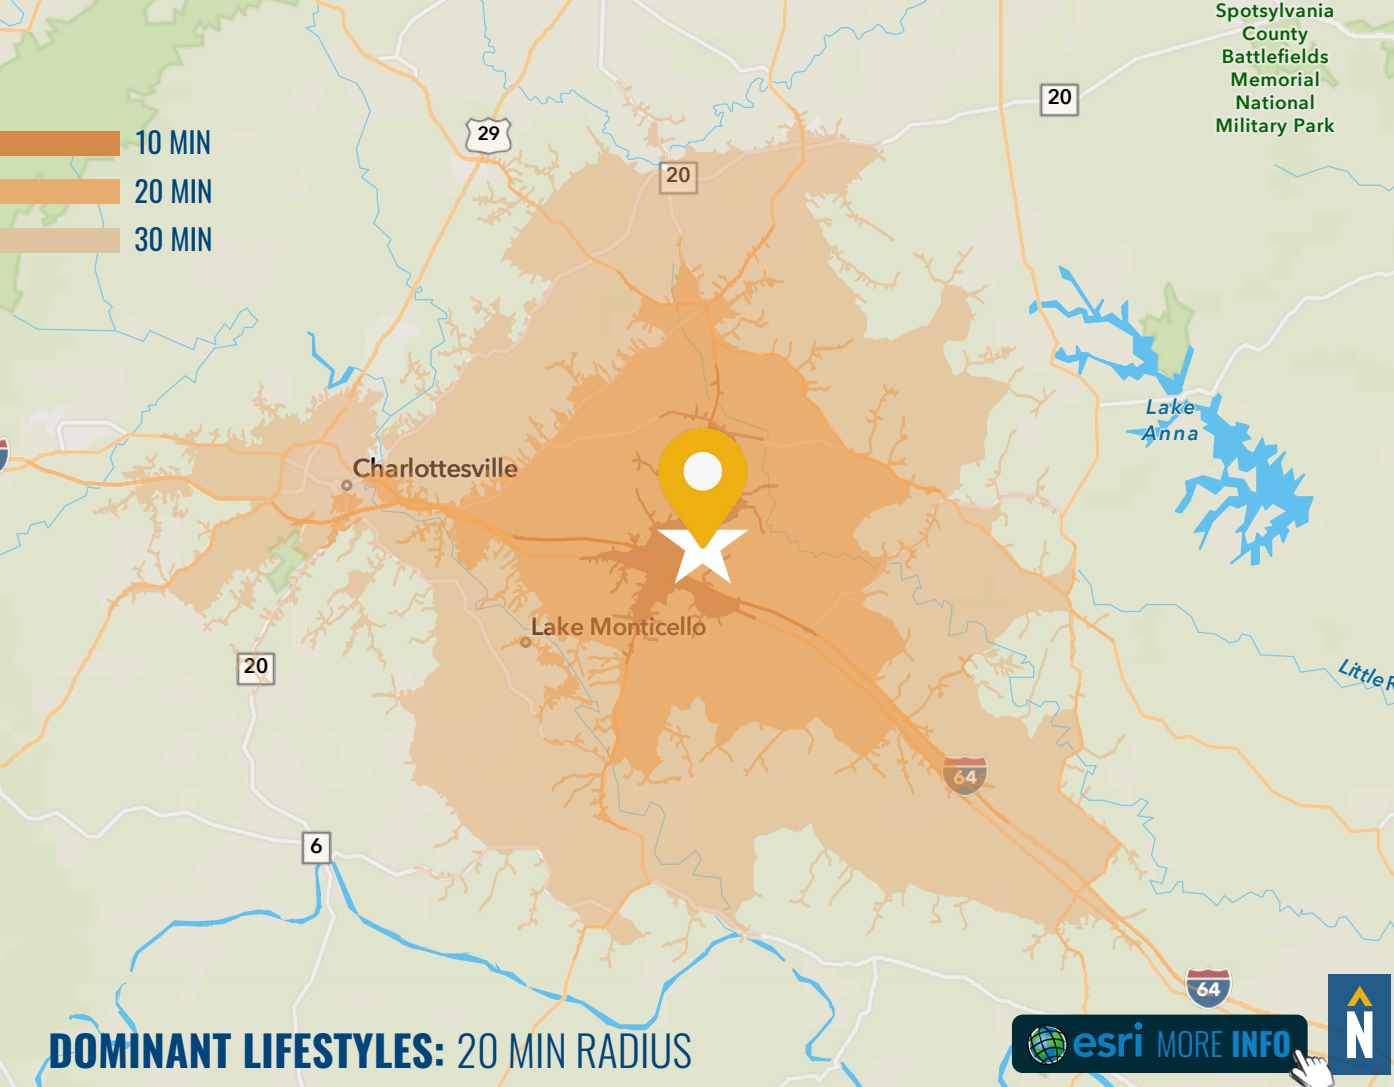 Spotsylvania
County
Battlefields
Memorial
National
Military Park
20
29
10 MIN
20
20 MIN
30 MIN
Lake
Anna
Charlottesville
Lake Monticello
20
Little
64
6
64
N
DOMINANT LIFESTYLES: 20 MIN RADIUS
esri MORE INFO